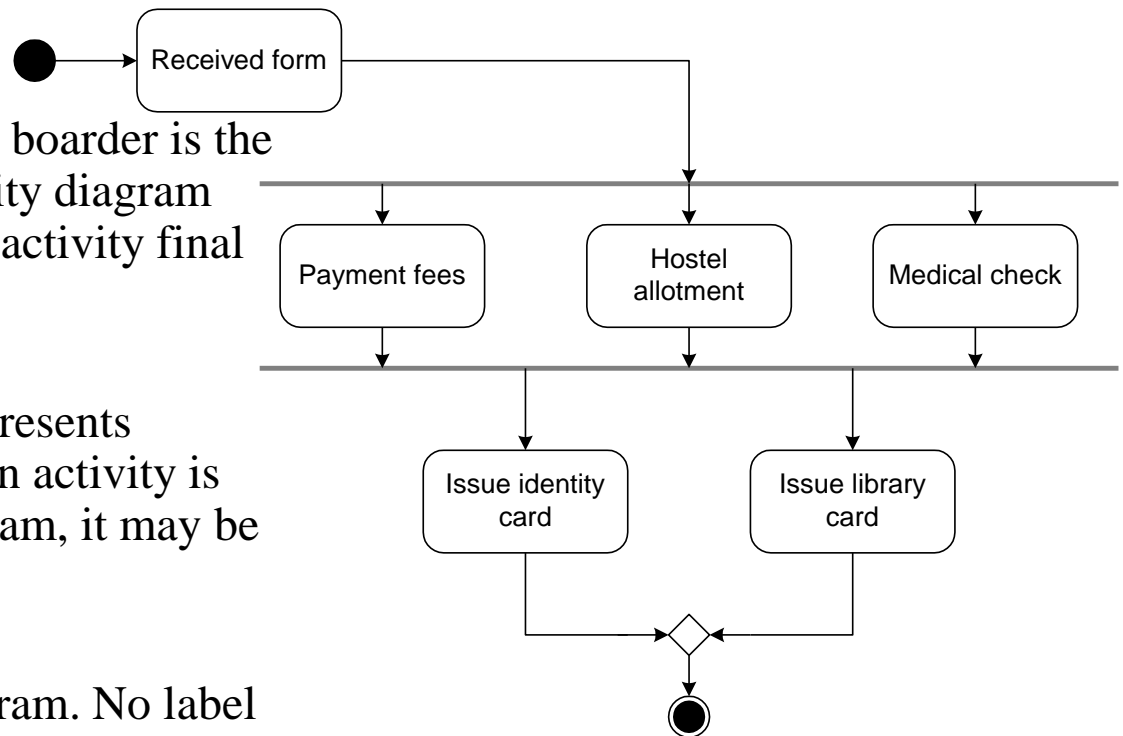 Received form
boarder is the
ity diagram
activity final
Payment fees
Hostel
allotment
Medical check
resents
n activity is
ram, it may be
Issue identity
card
Issue library
card
ram. No label